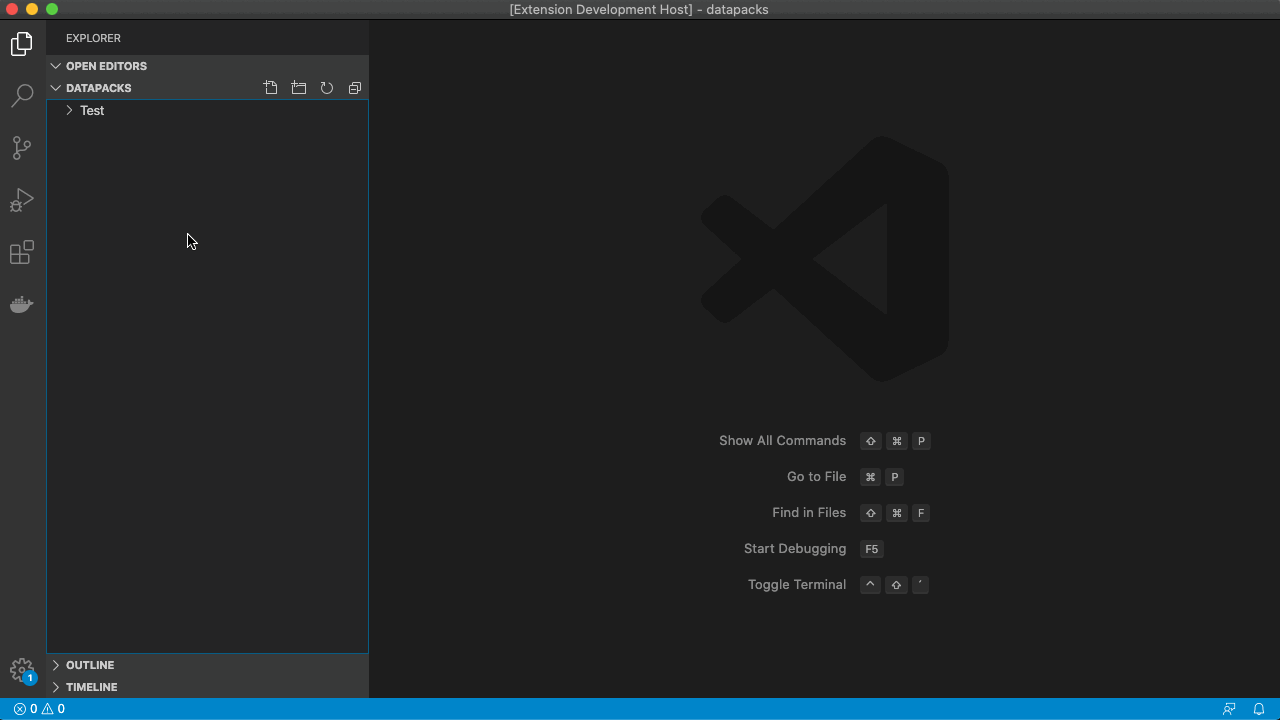 [Extension Development Host] - datapacks
EXPLORER
OPEN EDITORS
DATAPACKS
Test
Show All Commands ⇧ ⌘ P
Go to File ⌘ P
Find in Files ⇧ ⌘ F
Start Debugging F5
Toggle Terminal ^ ⇧ ´
OUTLINE
1
TIMELINE
0 0